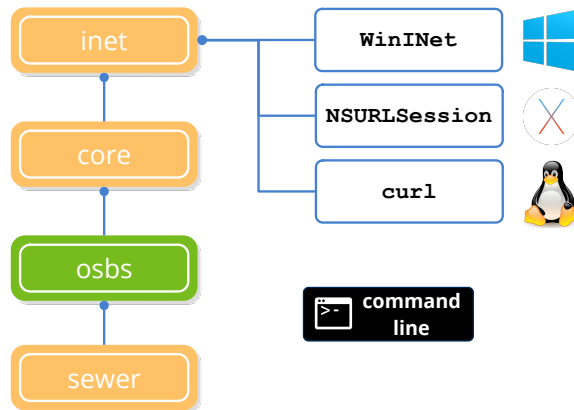 inet
WinINet
NSURLSession
core
curl
osbs
>-
command
line
sewer